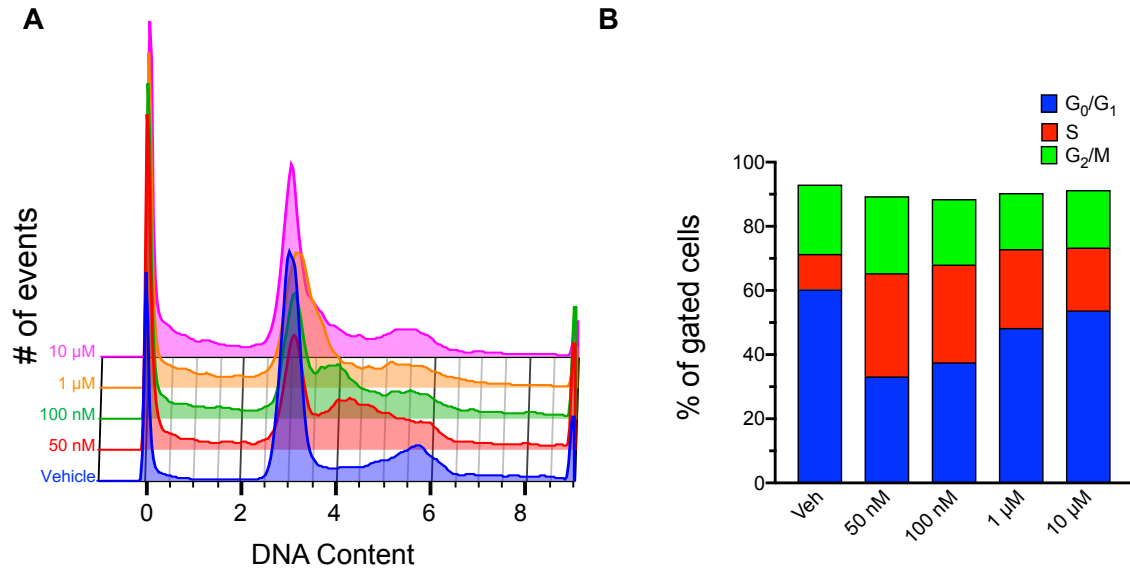 A
# of events
10 µM
1 µM
100 nM
50 nM
Vehicle
0 2 4 6 8
DNA Content
B
G0/G1
S
G2/M
% of gated cells
100
80
60
40
20
0
Veh 50 nM 100 nM 1 µM 10 µM